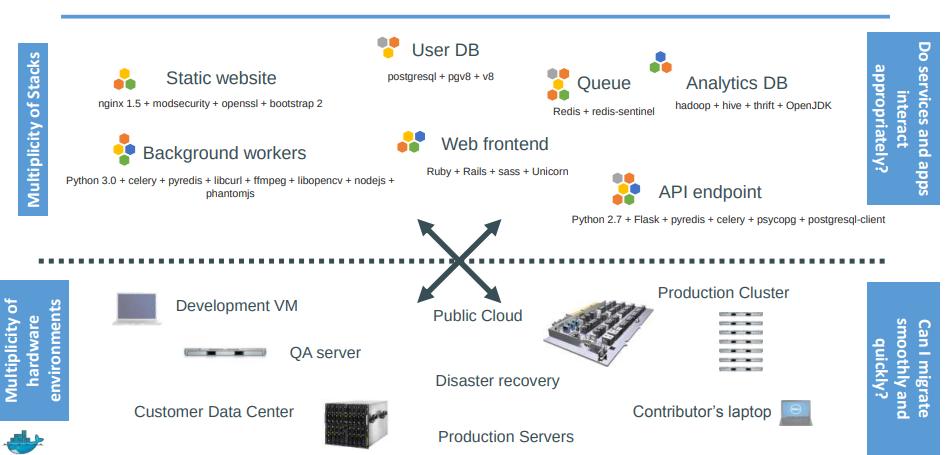 Multiplicity of Stacks
Do services and apps
interact
appropriately?
User DB
postgresql + pgv8 + v8
Static website
nginx 1.5 + modsecurity + openssl + bootstrap 2
Queue
Redis + redis-sentinel
Analytics DB
hadoop + hive + thrift + OpenJDK
Background workers
Python 3.0 + celery + pyredis + libcurl + ffmpeg + libopencv + nodejs +
phantomjs
Web frontend
Ruby + Rails + sass + Unicorn
API endpoint
Python 2.7 + Flask + pyredis + celery + psycopg + postgresql-client
Multiplicity of
hardware
environments
Can I migrate
smoothly and
quickly?
Development VM
Public Cloud
Production Cluster
QA server
Disaster recovery
Customer Data Center
Contributor's laptop
Production Servers